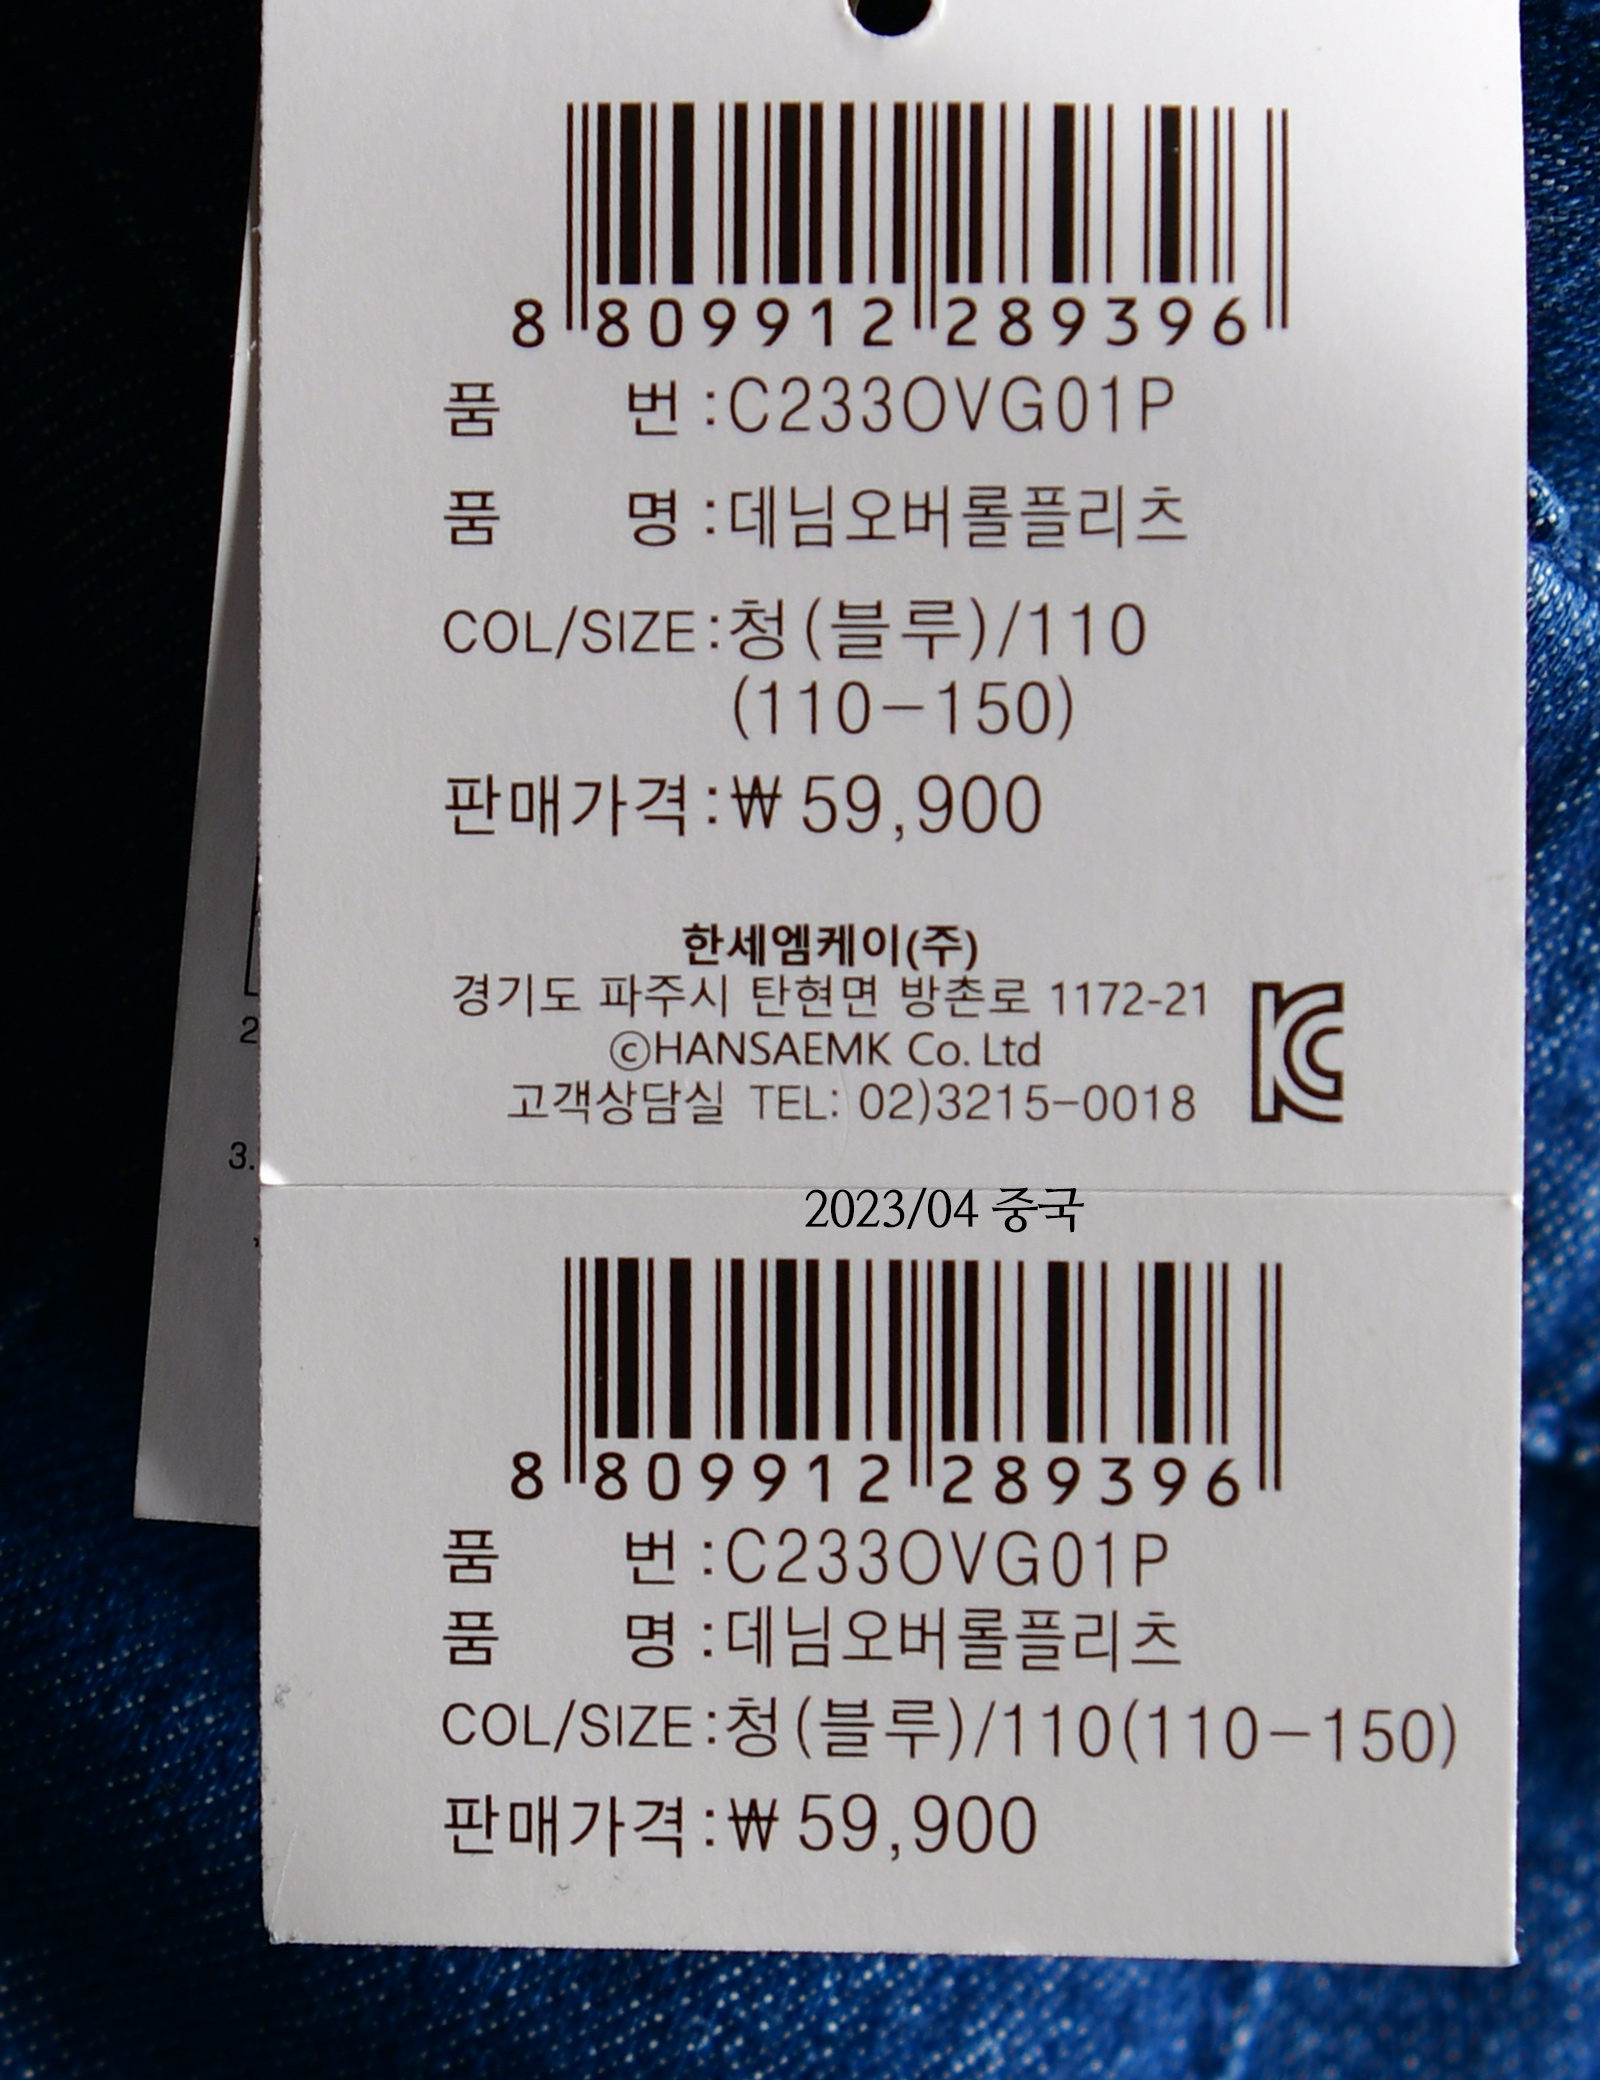 8 809912 289396
품 번 : C233OVG01P
품 명 : 데님오버롤플리츠
COL/SIZE : 청(블루)/110
(110-150)
판매가격 : ₩ 59,900
한세엠케이(주)
경기도 파주시 탄현면 방촌로 1172-21
ⓒHANSAEMK Co. Ltd
고객상담실 TEL: 02)3215-0018
2
3.
2023/04 중국
8 809912 289396
품 번 : C233OVG01P
품 명 : 데님오버롤플리츠
COL/SIZE : 청(블루)/110(110-150)
판매가격 : ₩ 59,900